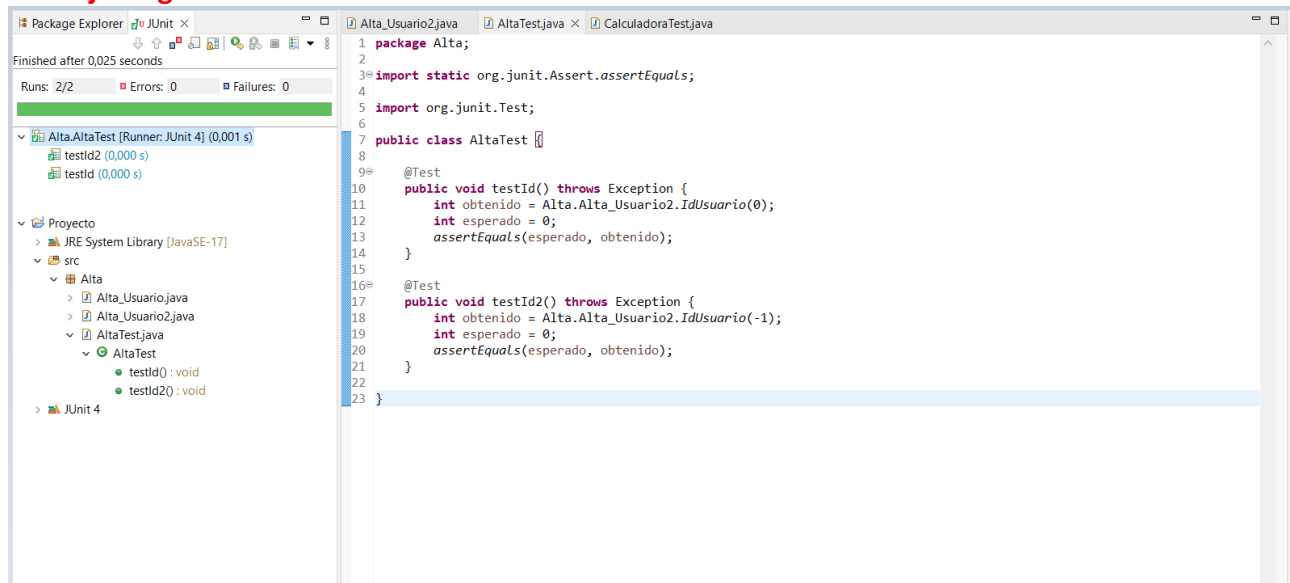 Package Explorer JUnit ×
Finished after 0,025 seconds
Runs: 2/2 Errors: 0 Failures: 0
Alta.AltaTest [Runner: JUnit 4] (0,001 s)
testId2 (0,000 s)
testId (0,000 s)
Proyecto
JRE System Library [JavaSE-17]
src
Alta
Alta_Usuario.java
Alta_Usuario2.java
AltaTest.java
AltaTest
testId() : void
testId2() : void
JUnit 4
Alta_Usuario2.java AltaTest.java × CalculadoraTest.java
1 package Alta;
2
3 import static org.junit.Assert.assertEquals;
4
5 import org.junit.Test;
6
7 public class AltaTest {
8
9 @Test
10 public void testId() throws Exception {
11 int obtenido = Alta.Alta_Usuario2.IdUsuario(0);
12 int esperado = 0;
13 assertEquals(esperado, obtenido);
14 }
15
16 @Test
17 public void testId2() throws Exception {
18 int obtenido = Alta.Alta_Usuario2.IdUsuario(-1);
19 int esperado = 0;
20 assertEquals(esperado, obtenido);
21 }
22
23 }